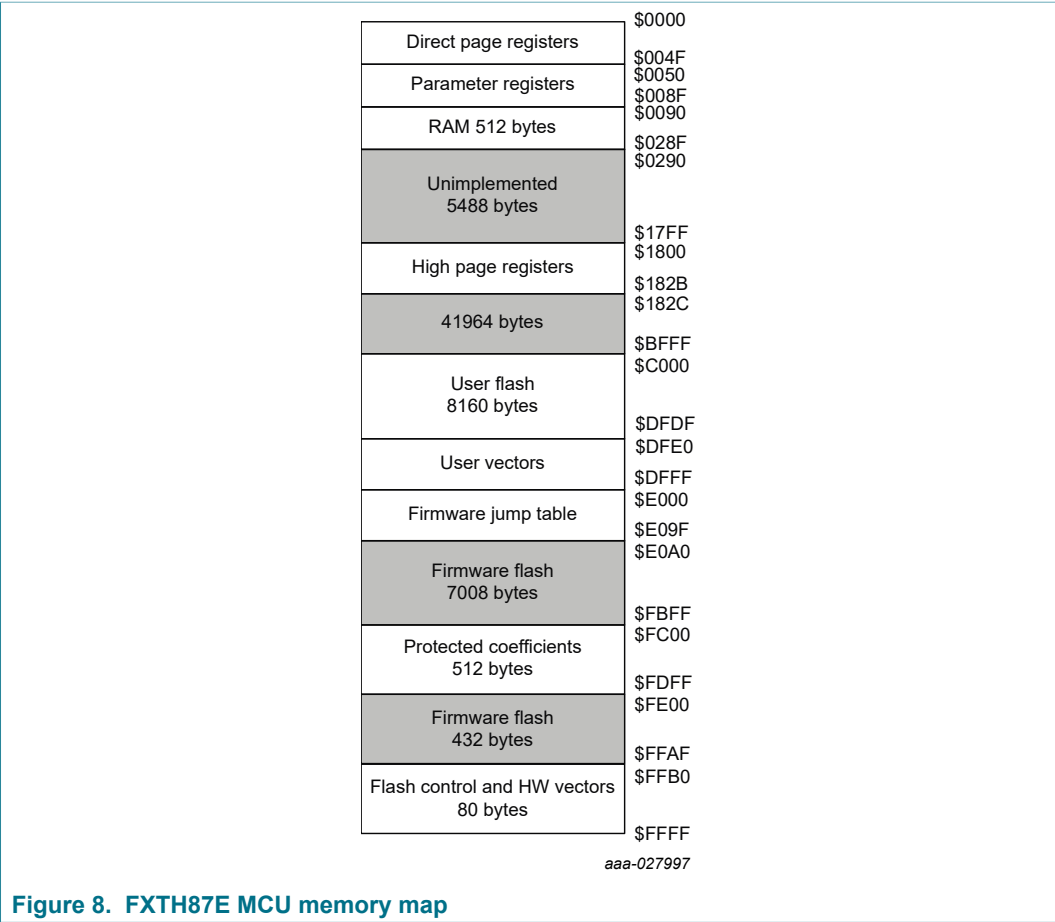 $0000
Direct page registers
$004F
$0050
Parameter registers
$008F
$0090
RAM 512 bytes
$028F
$0290
Unimplemented
5488 bytes
$17FF
$1800
High page registers
$182B
$182C
41964 bytes
$BFFF
$C000
User flash
8160 bytes
$DFDF
$DFE0
User vectors
$DFFF
$E000
Firmware jump table
$E09F
$E0A0
Firmware flash
7008 bytes
$FBFF
$FC00
Protected coefficients
512 bytes
$FDFF
$FE00
Firmware flash
432 bytes
$FFAF
$FFB0
Flash control and HW vectors
80 bytes
$FFFF
aaa-027997
Figure 8. FXTH87E MCU memory map